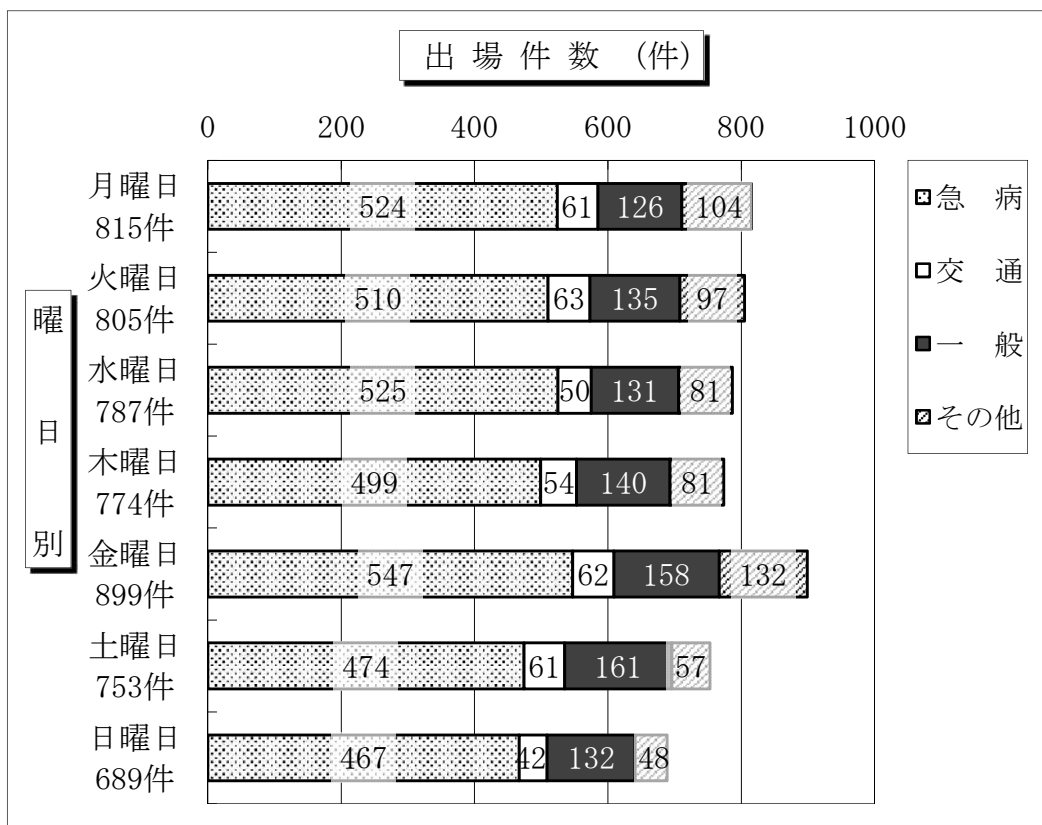 出 場 件 数 (件)
0 200 400 600 800 1000
曜日別
月曜日
815件
524 61 126 104
火曜日
805件
510 63 135 97
水曜日
787件
525 50 131 81
木曜日
774件
499 54 140 81
金曜日
899件
547 62 158 132
土曜日
753件
474 61 161 57
日曜日
689件
467 42 132 48
急 病
交 通
一 般
その他